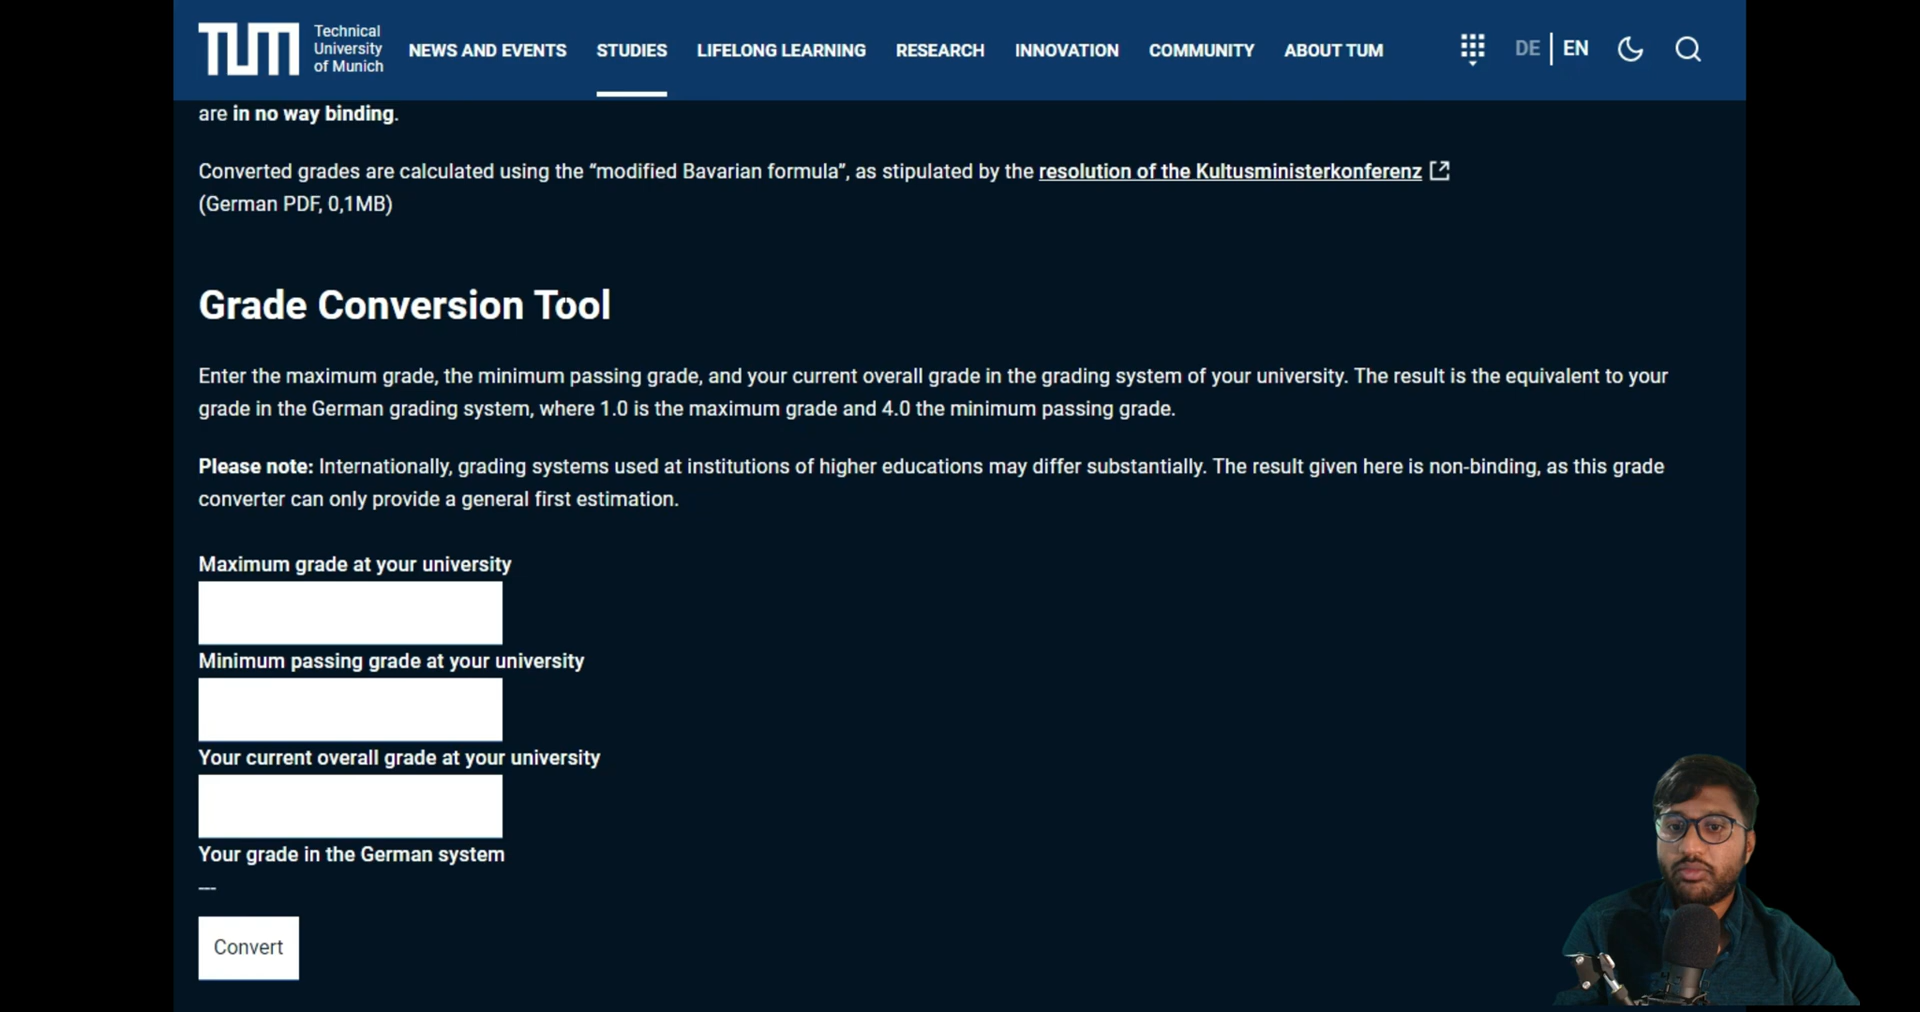 Technical
University
of Munich
NEWS AND EVENTS STUDIES LIFELONG LEARNING RESEARCH INNOVATION COMMUNITY ABOUT TUM DE EN
are in no way binding.
Converted grades are calculated using the “modified Bavarian formula”, as stipulated by the resolution of the Kultusministerkonferenz
(German PDF, 0,1MB)
Grade Conversion Tool
Enter the maximum grade, the minimum passing grade, and your current overall grade in the grading system of your university. The result is the equivalent to your
grade in the German grading system, where 1.0 is the maximum grade and 4.0 the minimum passing grade.
Please note: Internationally, grading systems used at institutions of higher educations may differ substantially. The result given here is non-binding, as this grade
converter can only provide a general first estimation.
Maximum grade at your university
Minimum passing grade at your university
Your current overall grade at your university
Your grade in the German system
---
Convert